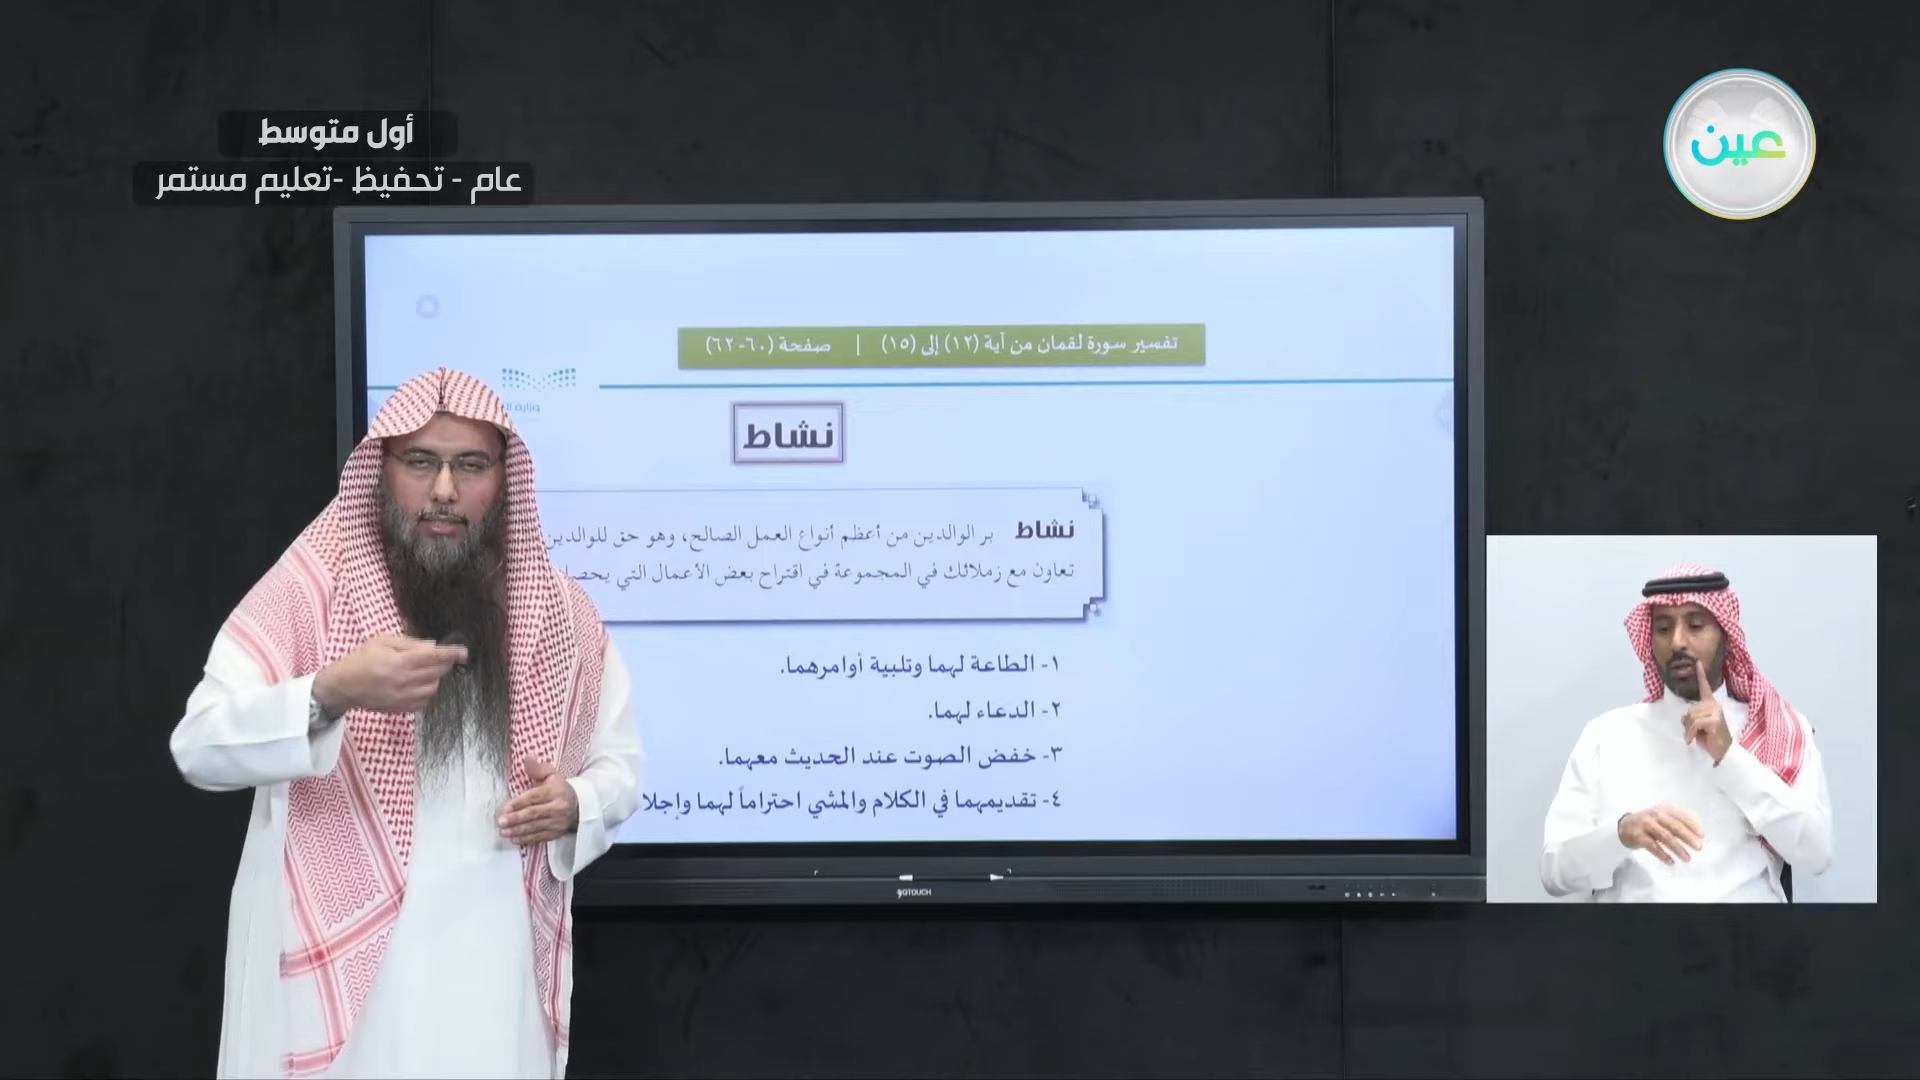 أول متوسط
عام - تحفيظ -تعليم مستمر
عين
تفسير سورة لقمان من آية (١٢) إلى (١٥) | صفحة (٦٠-٦٢)
نشاط
نشاط بر الوالدين من أعظم أنواع العمل الصالح، وهو حق للوالدين
تعاون مع زملائك في المجموعة في اقتراح بعض الأعمال التي
١- الطاعة لهما وتلبية أوامرهما.
٢- الدعاء لهما.
٣- خفض الصوت عند الحديث معهما.
٤- تقديمهما في الكلام والمشي احتراماً لهما